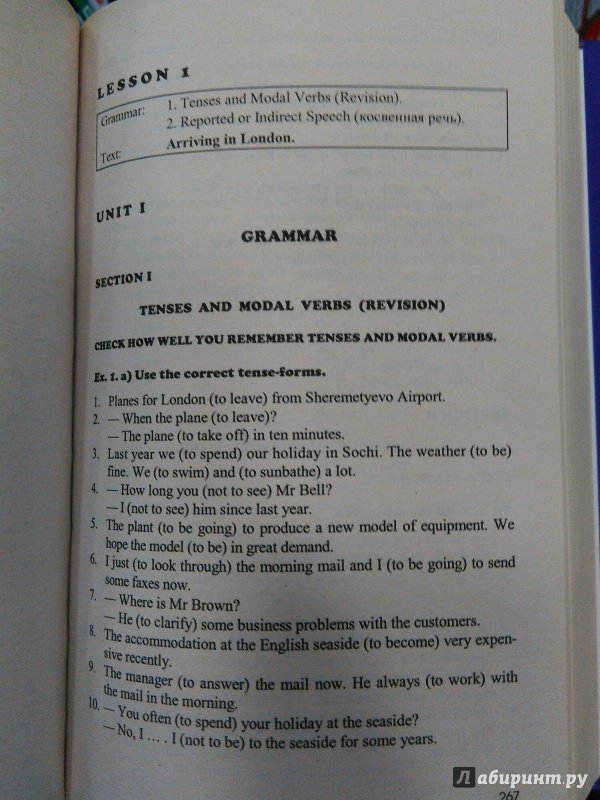 LESSON 1
Grammar: 1. Tenses and Modal Verbs (Revision).
2. Reported or Indirect Speech (косвенная речь).
Text: Arriving in London.
UNIT I
GRAMMAR
SECTION I
TENSES AND MODAL VERBS (REVISION)
CHECK HOW WELL YOU REMEMBER TENSES AND MODAL VERBS.
Ex. 1. a) Use the correct tense-forms.
1. Planes for London (to leave) from Sheremetyevo Airport.
2. — When the plane (to leave)?
— The plane (to take off) in ten minutes.
3. Last year we (to spend) our holiday in Sochi. The weather (to be)
fine. We (to swim) and (to sunbathe) a lot.
4. — How long you (not to see) Mr Bell?
— I (not to see) him since last year.
5. The plant (to be going) to produce a new model of equipment. We
hope the model (to be) in great demand.
6. I just (to look through) the morning mail and I (to be going) to send
some faxes now.
7. — Where is Mr Brown?
— He (to clarify) some business problems with the customers.
8. The accommodation at the English seaside (to become) very expen-
sive recently.
9. The manager (to answer) the mail now. He always (to work) with
the mail in the morning.
10. — You often (to spend) your holiday at the seaside?
— No, I ... . I (not to be) to the seaside for some years.
267
Лабиринт.ру